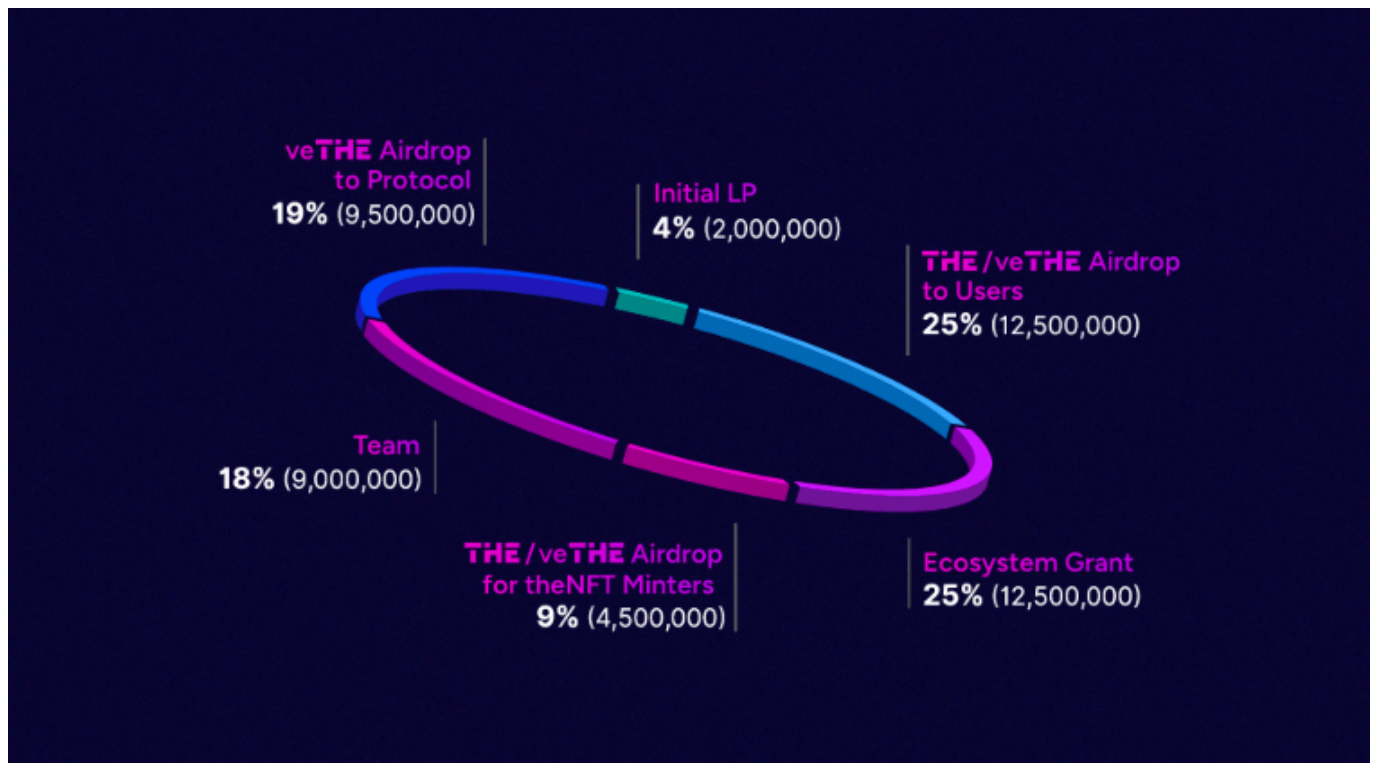 veTHE Airdrop
to Protocol
19% (9,500,000)
Initial LP
4% (2,000,000)
THE/veTHE Airdrop
to Users
25% (12,500,000)
Team
18% (9,000,000)
THE/veTHE Airdrop
for theNFT Minters
9% (4,500,000)
Ecosystem Grant
25% (12,500,000)